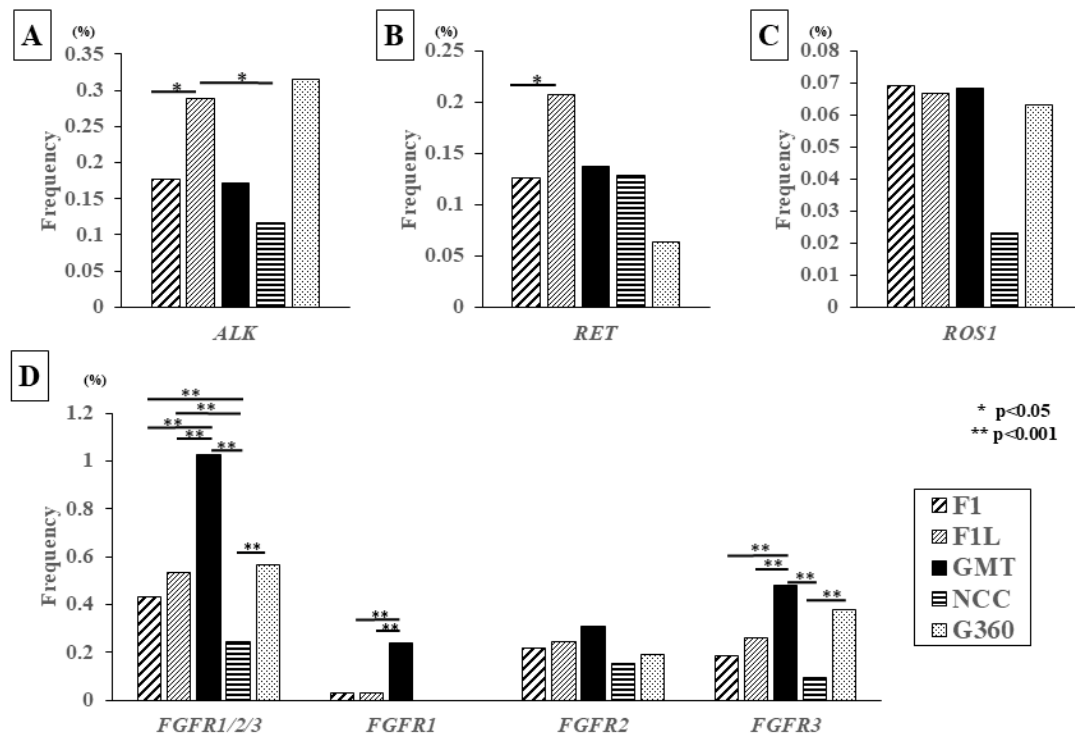 A
(%)
0.35
0.3
0.25
0.2
0.15
0.1
0.05
0
Frequency
*
*
ALK
B
(%)
0.25
0.2
0.15
0.1
0.05
0
Frequency
*
RET
C
(%)
0.08
0.07
0.06
0.05
0.04
0.03
0.02
0.01
0
Frequency
ROS1
D
(%)
1.2
1
0.8
0.6
0.4
0.2
0
Frequency
**
**
**
**
**
**
**
**
**
**
**
**
FGFR1/2/3
FGFR1
FGFR2
FGFR3
* p<0.05
** p<0.001
F1
F1L
GMT
NCC
G360